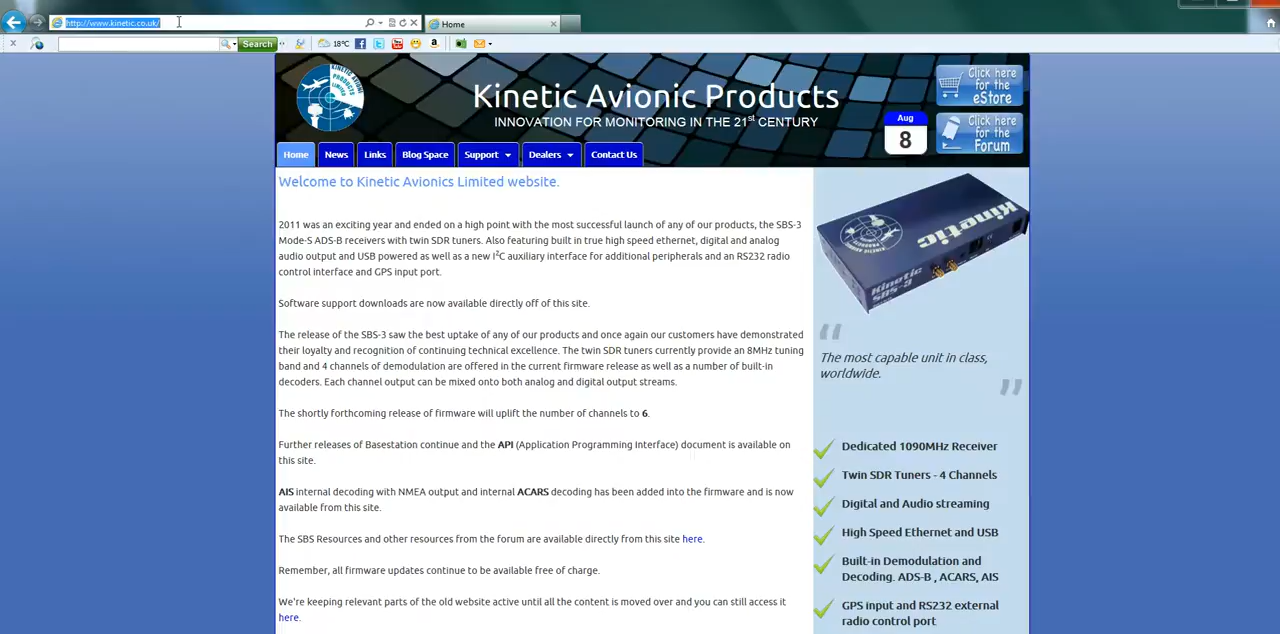 http://www.kinetic.co.uk/
Home
Search
18°C
Kinetic Avionic Products
INNOVATION FOR MONITORING IN THE 21st CENTURY
Aug
8
Click here
for the
eStore
Click here
for the
Forum
Home News Links Blog Space Support Dealers Contact Us
Welcome to Kinetic Avionics Limited website.
2011 was an exciting year and ended on a high point with the most successful launch of any of our products, the SBS-3
Mode-S ADS-B receivers with twin SDR tuners. Also featuring built in true high speed ethernet, digital and analog
audio output and USB powered as well as a new I2C auxiliary interface for additional peripherals and an RS232 radio
control interface and GPS input port.
Software support downloads are now available directly off of this site.
The release of the SBS-3 saw the best uptake of any of our products and once again our customers have demonstrated
their loyalty and recognition of continuing technical excellence. The twin SDR tuners currently provide an 8MHz tuning
band and 4 channels of demodulation are offered in the current firmware release as well as a number of built-in
decoders. Each channel output can be mixed onto both analog and digital output streams.
The shortly forthcoming release of firmware will uplift the number of channels to 6.
Further releases of Basestation continue and the API (Application Programming Interface) document is available on
this site.
AIS internal decoding with NMEA output and internal ACARS decoding has been added into the firmware and is now
available from this site.
The SBS Resources and other resources from the forum are available directly from this site here.
Remember, all firmware updates continue to be available free of charge.
We're keeping relevant parts of the old website active until all the content is moved over and you can still access it
here.
Kinetic
Kinetic
SBS-3
"
The most capable unit in class,
worldwide.
"
Dedicated 1090MHz Receiver
Twin SDR Tuners - 4 Channels
Digital and Audio streaming
High Speed Ethernet and USB
Built-in Demodulation and
Decoding. ADS-B , ACARS, AIS
GPS input and RS232 external
radio control port